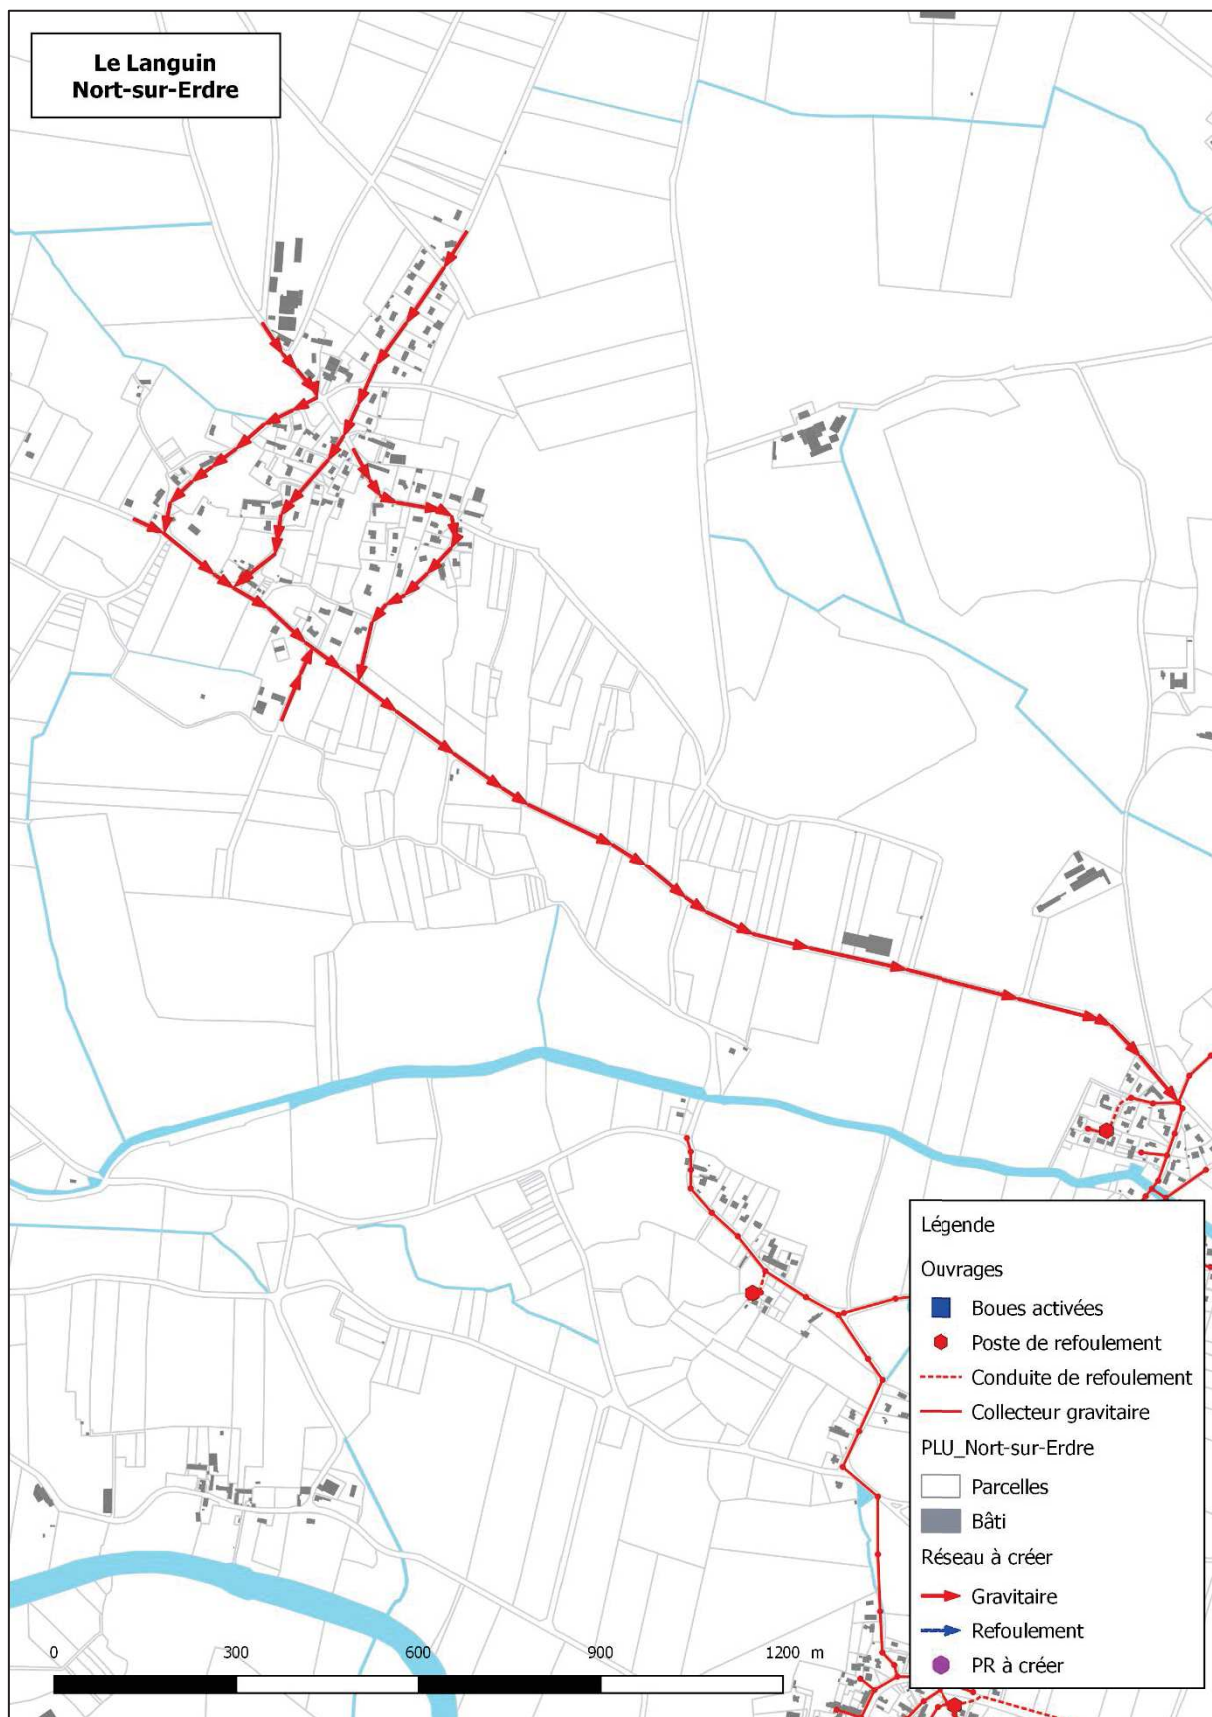 Le Languin
Nort-sur-Erdre
Légende
Ouvrages
Boues activées
Poste de refoulement
Conduite de refoulement
Collecteur gravitaire
PLU_Nort-sur-Erdre
Parcelles
Bâti
Réseau à créer
Gravitaire
Refoulement
PR à créer
0 300 600 900 1200 m